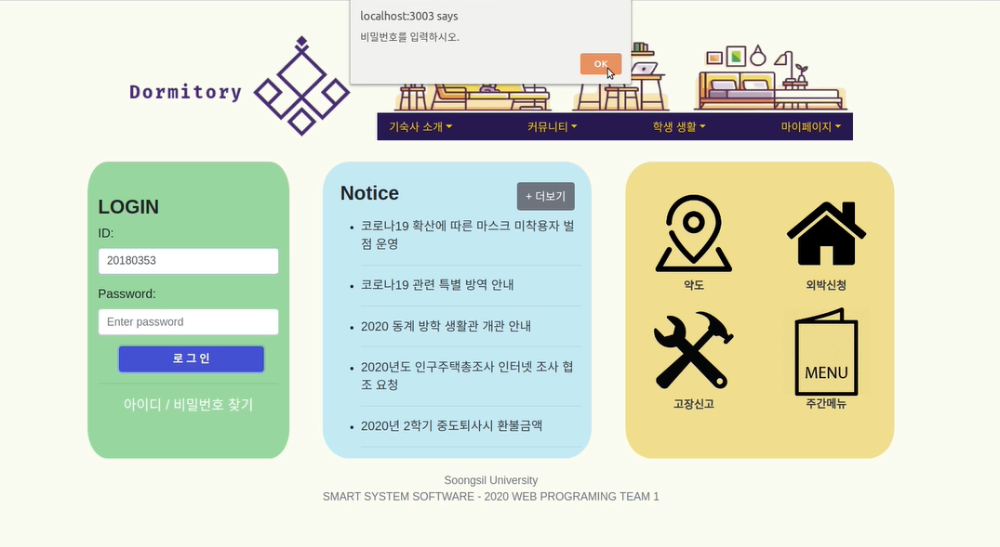 localhost:3003 says
비밀번호를 입력하시오.
OK
Dormitory
기숙사 소개
커뮤니티
학생 생활
마이페이지
LOGIN
ID:
20180353
Password:
Enter password
로그인
아이디 / 비밀번호 찾기
Notice
+ 더보기
코로나19 확산에 따른 마스크 미착용자 벌
점 운영
코로나19 관련 특별 방역 안내
2020 동계 방학 생활관 개관 안내
2020년도 인구주택총조사 인터넷 조사 협
조 요청
2020년 2학기 중도퇴사시 환불금액
약도
외박신청
고장신고
MENU
주간메뉴
Soongsil University
SMART SYSTEM SOFTWARE - 2020 WEB PROGRAMING TEAM 1